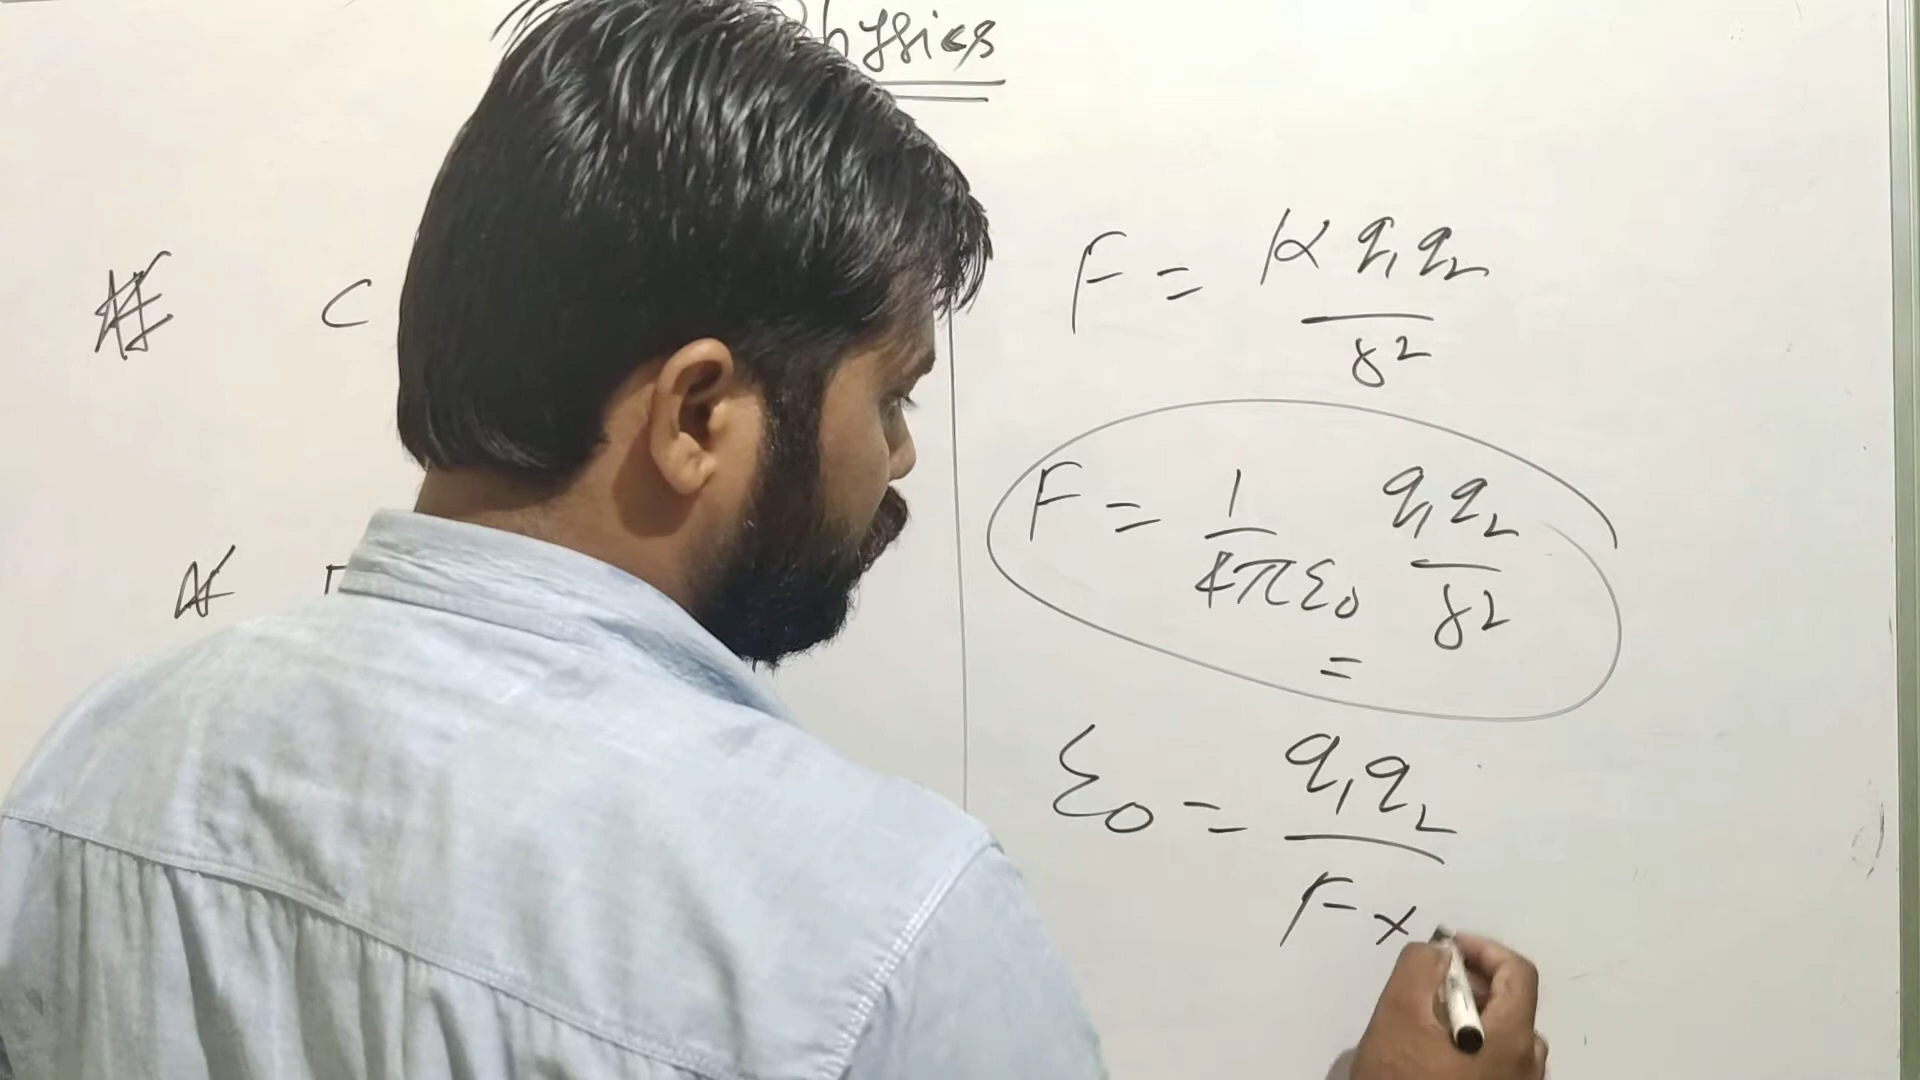 Physics
C
F = K q₁q₂ / r²
F = 1 / 4πε₀ q₁q₂ / r²
=
ε₀ = q₁q₂ / F ×